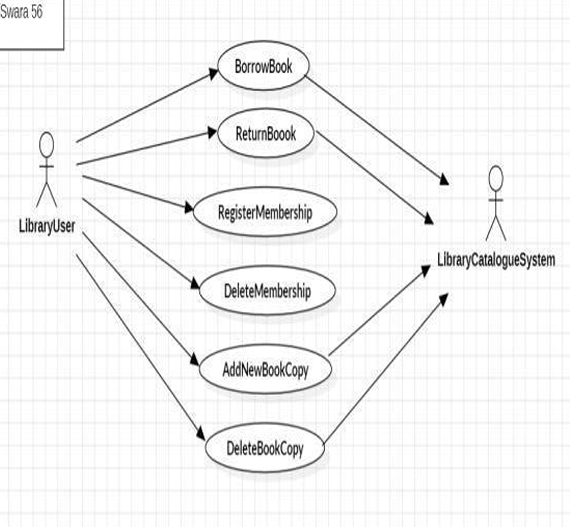 Swara 56
BorrowBook
ReturnBoook
RegisterMembership
LibraryUser
LibraryCatalogueSystem
DeleteMembership
AddNewBookCopy
DeleteBookCopy